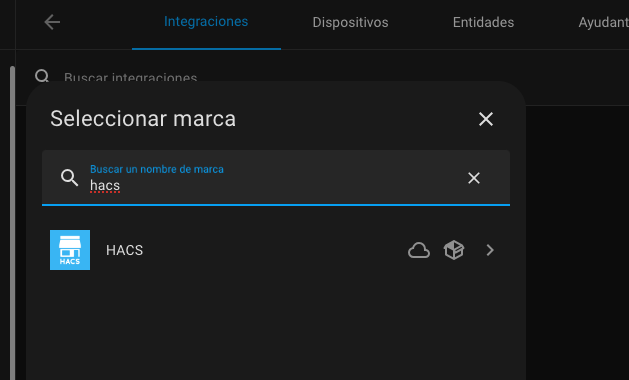 Integraciones
Dispositivos
Entidades
Ayudant
Buscar integraciones
Seleccionar marca
Buscar un nombre de marca
hacs
HACS
HACS